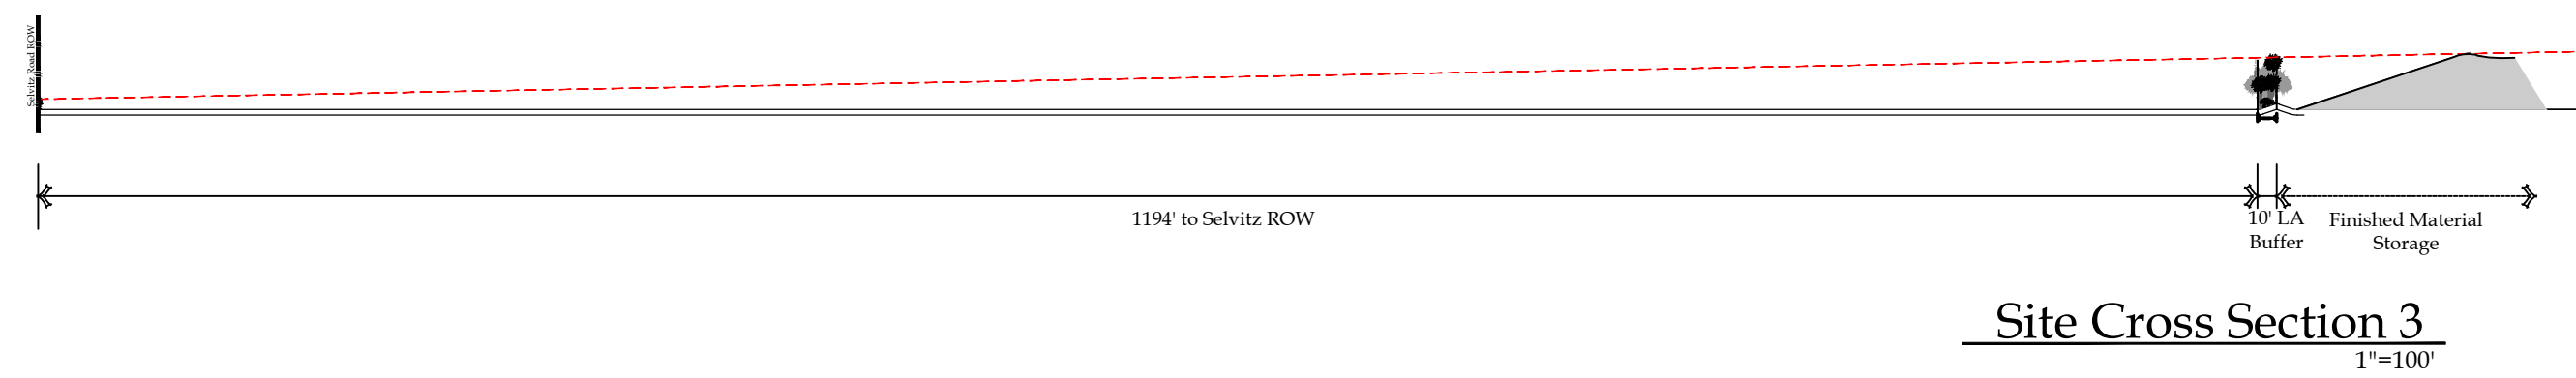 Selvitz Road ROW
1194' to Selvitz ROW
10' LA
Buffer
Finished Material
Storage
Site Cross Section 3
1"=100'